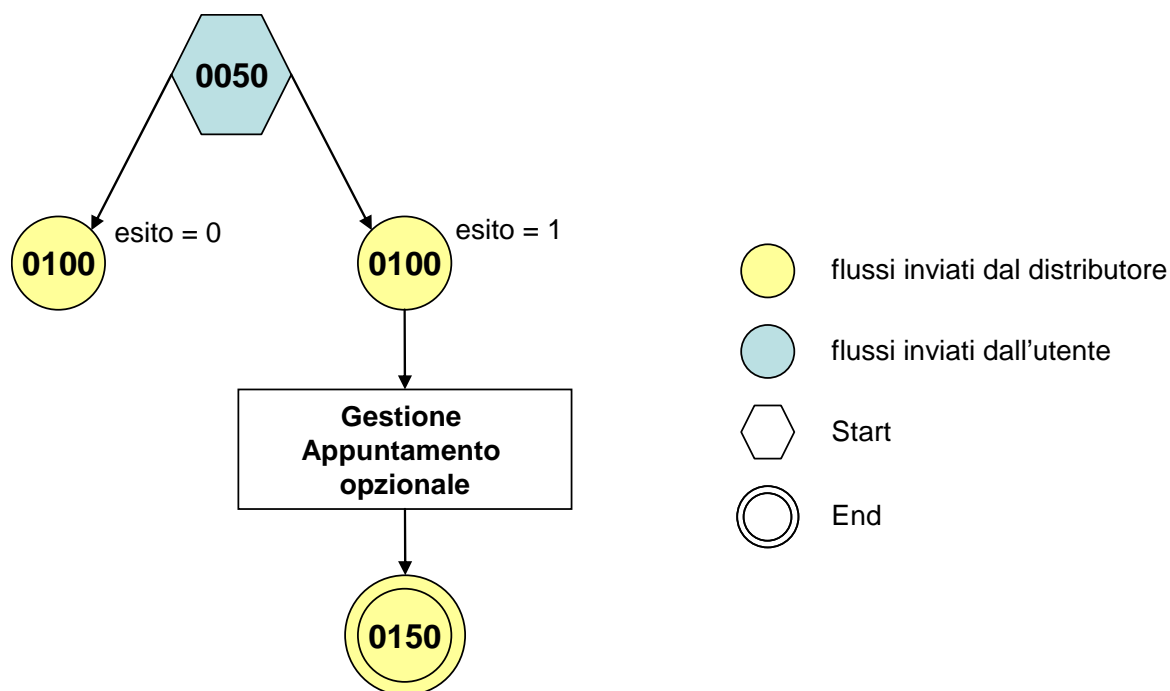 0050
esito = 0
esito = 1
0100
0100
Gestione
Appuntamento
opzionale
0150
flussi inviati dal distributore
flussi inviati dall'utente
Start
End